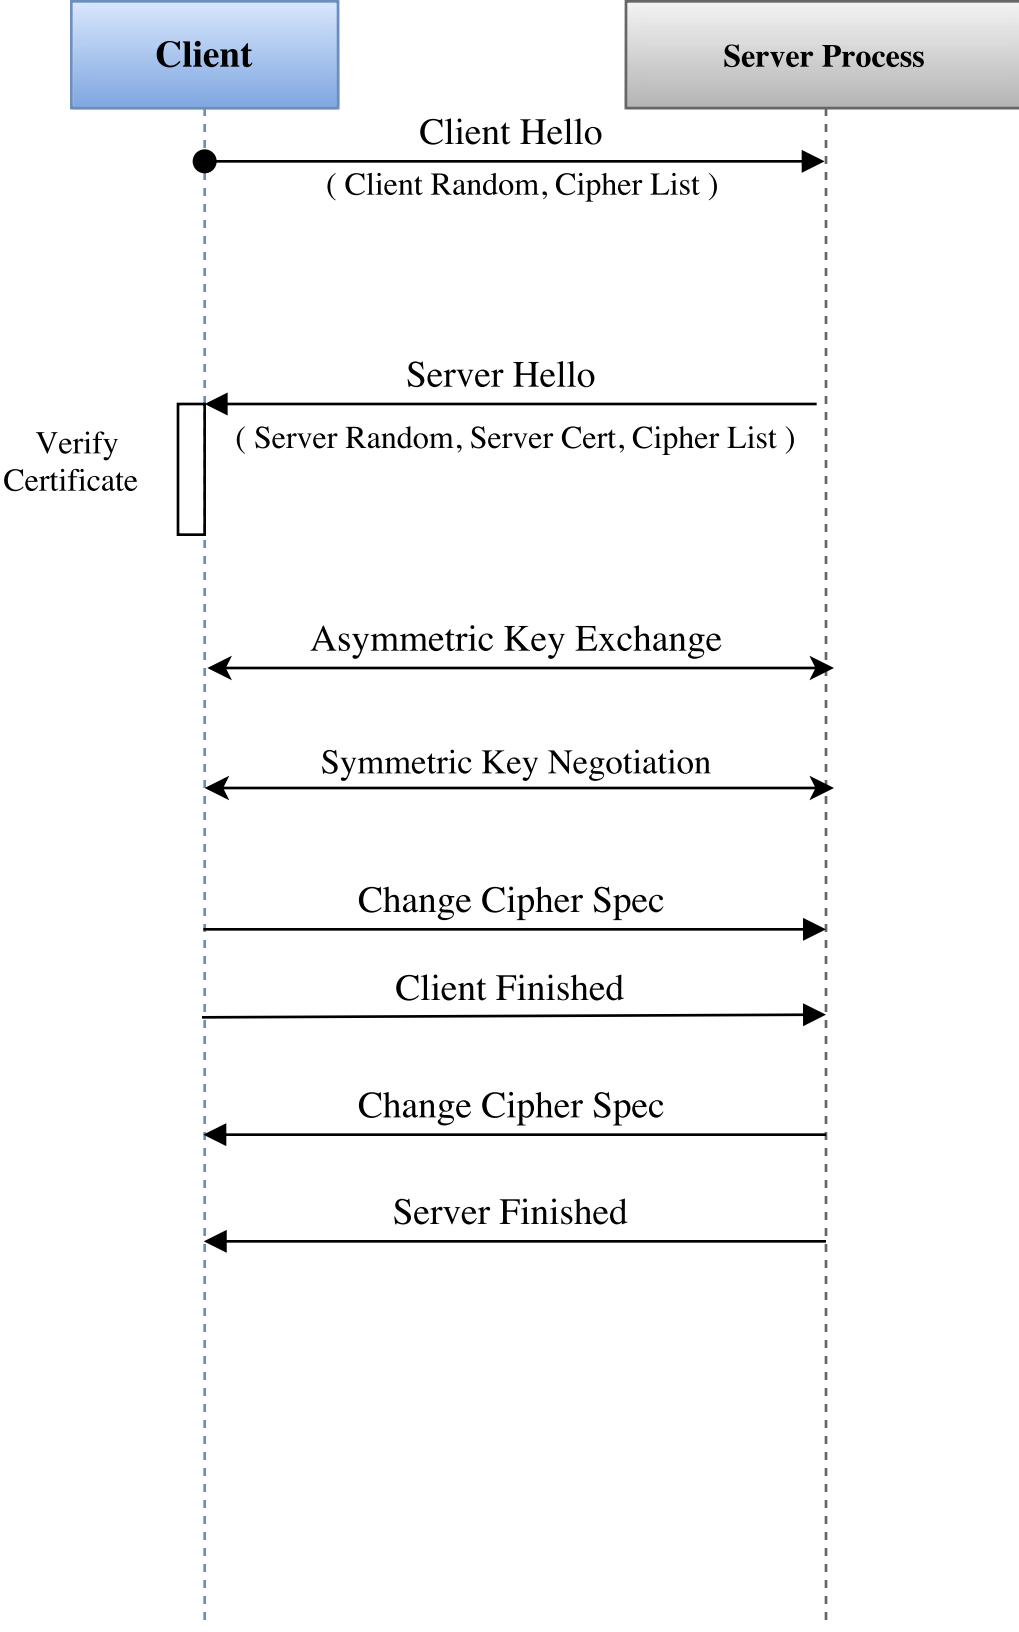 Client
Server Process
Client Hello
( Client Random, Cipher List )
Server Hello
( Server Random, Server Cert, Cipher List )
Verify
Certificate
Asymmetric Key Exchange
Symmetric Key Negotiation
Change Cipher Spec
Client Finished
Change Cipher Spec
Server Finished